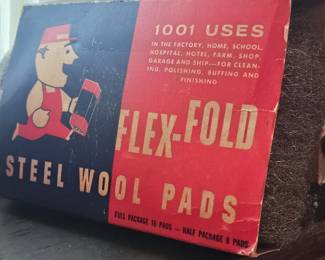 1001 USES
IN THE FACTORY, HOME, SCHOOL,
HOSPITAL, HOTEL, FARM, SHOP,
GARAGE AND SHIP—FOR CLEAN-
ING, POLISHING, BUFFING AND
FINISHING
FLEX-FOLD
STEEL WOOL PADS
FULL PACKAGE 16 PADS — HALF PACKAGE 8 PADS